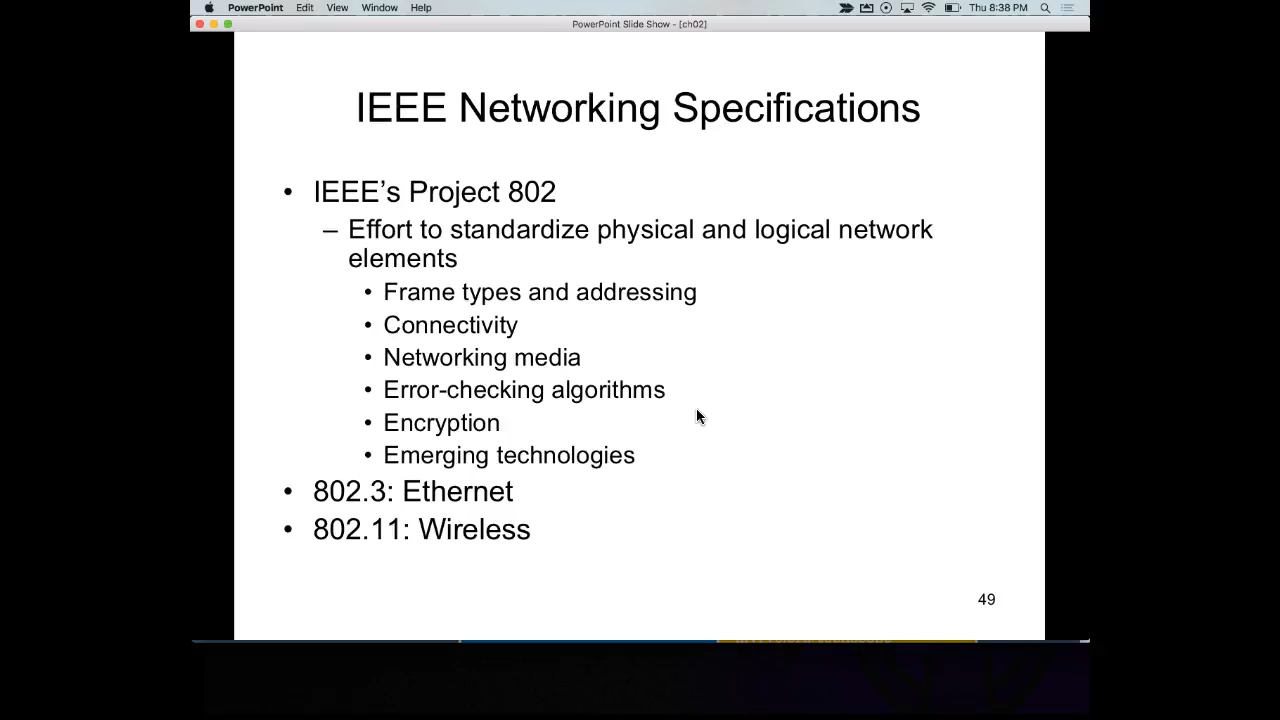 PowerPoint Edit View Window Help Thu 8:38 PM
PowerPoint Slide Show - [ch02]
IEEE Networking Specifications
• IEEE’s Project 802
– Effort to standardize physical and logical network
elements
• Frame types and addressing
• Connectivity
• Networking media
• Error-checking algorithms
• Encryption
• Emerging technologies
• 802.3: Ethernet
• 802.11: Wireless
49